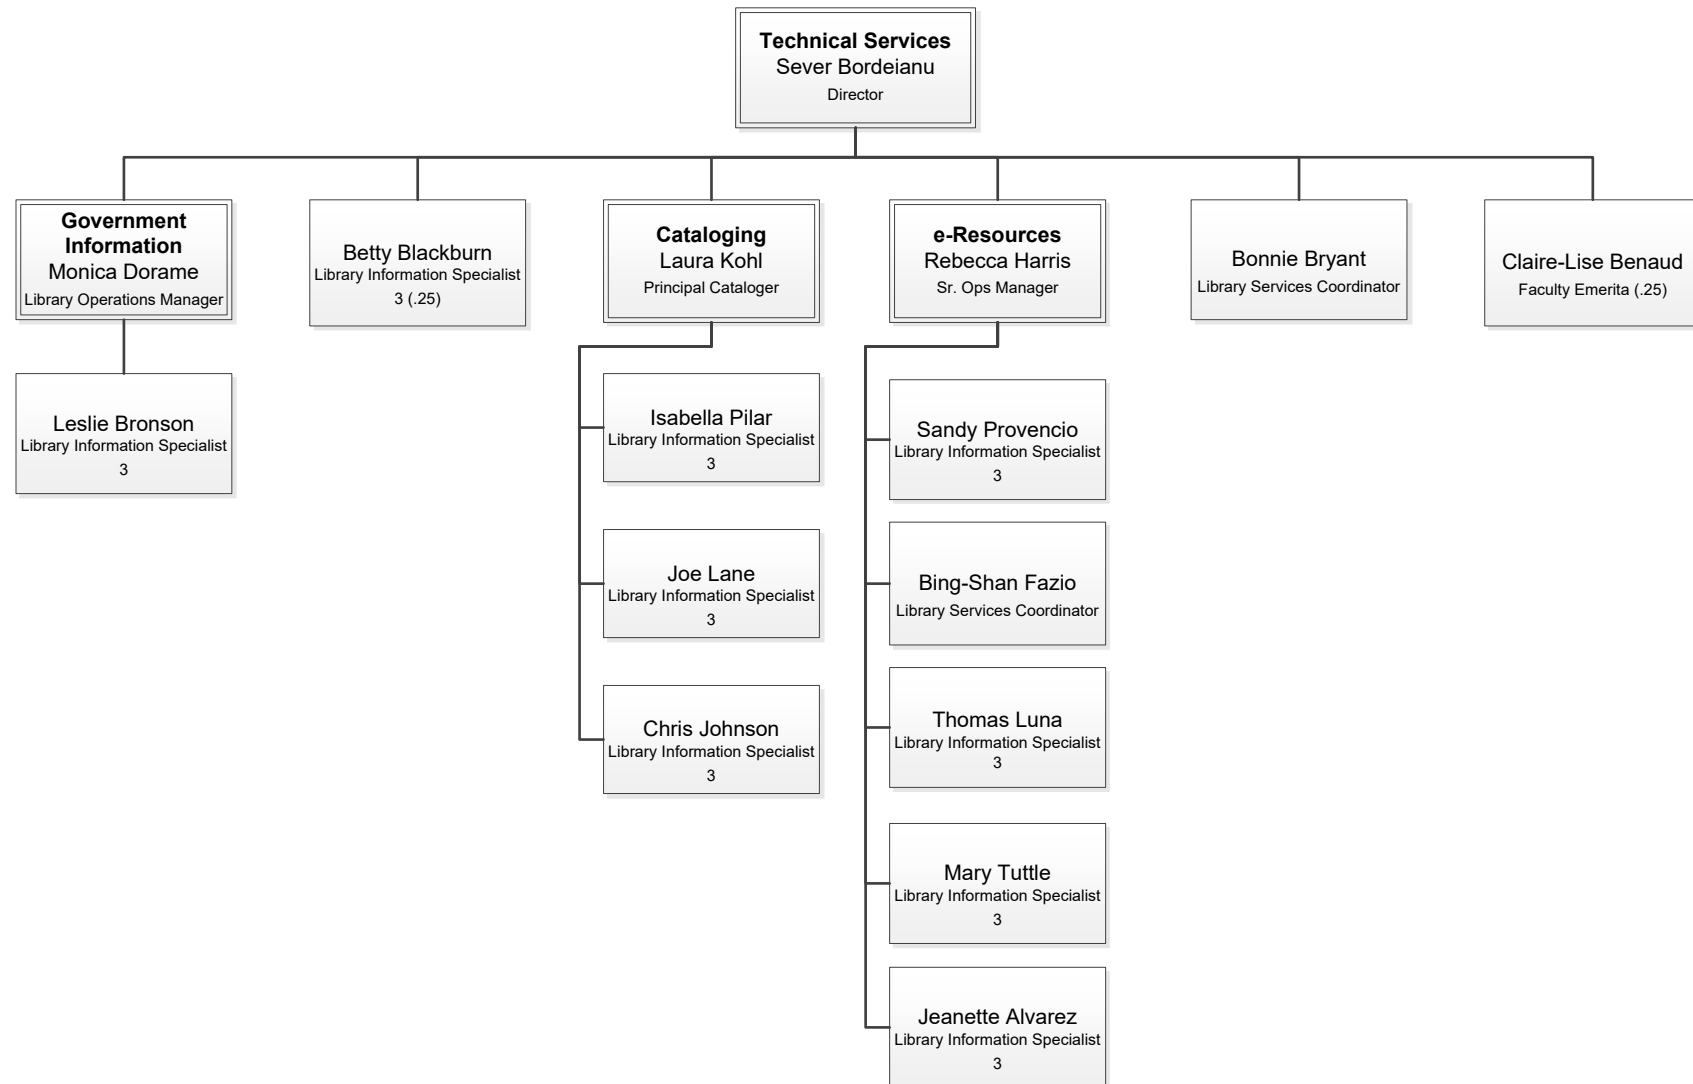 Technical Services
Sever Bordeianu
Director
Government
Information
Monica Dorame
Library Operations Manager
Betty Blackburn
Library Information Specialist
3 (.25)
Cataloging
Laura Kohl
Principal Cataloger
e-Resources
Rebecca Harris
Sr. Ops Manager
Bonnie Bryant
Library Services Coordinator
Claire-Lise Benaud
Faculty Emerita (.25)
Leslie Bronson
Library Information Specialist
3
Isabella Pilar
Library Information Specialist
3
Joe Lane
Library Information Specialist
3
Chris Johnson
Library Information Specialist
3
Sandy Provencio
Library Information Specialist
3
Bing-Shan Fazio
Library Services Coordinator
Thomas Luna
Library Information Specialist
3
Mary Tuttle
Library Information Specialist
3
Jeanette Alvarez
Library Information Specialist
3